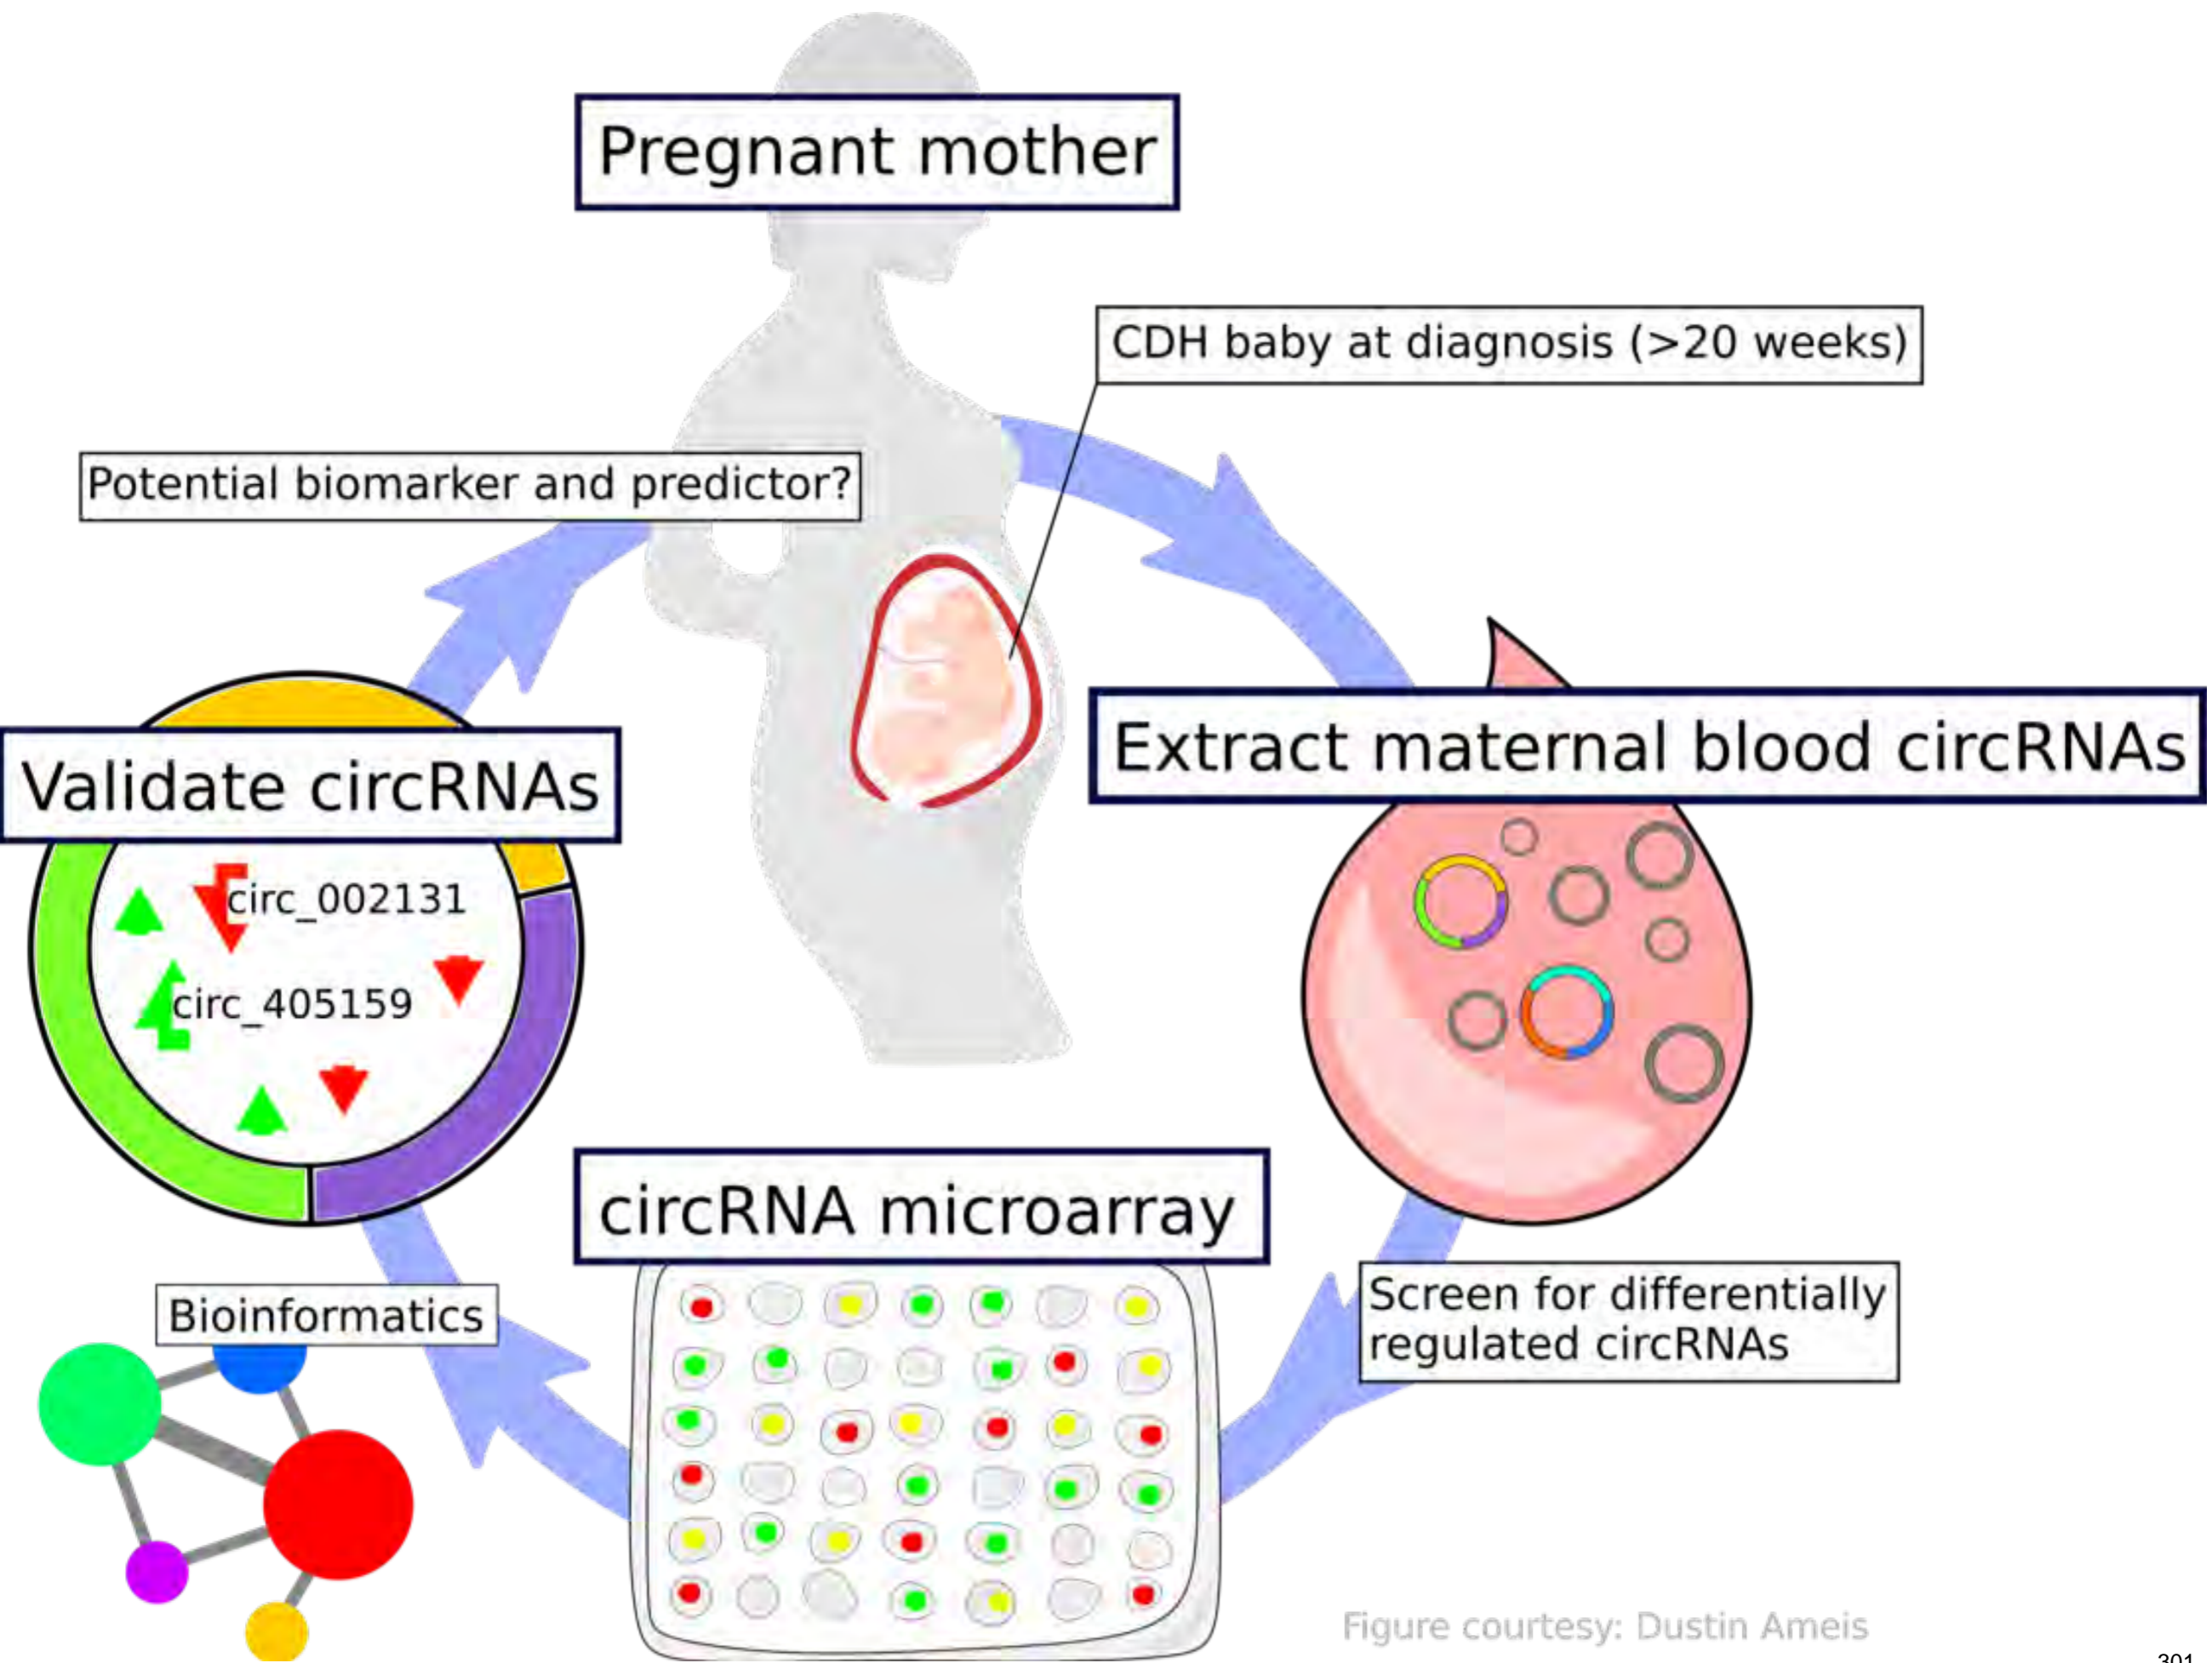 Pregnant mother
CDH baby at diagnosis (>20 weeks)
Potential biomarker and predictor?
Extract maternal blood circRNAs
Validate circRNAs
circ_002131
circ_405159
circRNA microarray
Screen for differentially
regulated circRNAs
Bioinformatics
Figure courtesy: Dustin Ameis
301